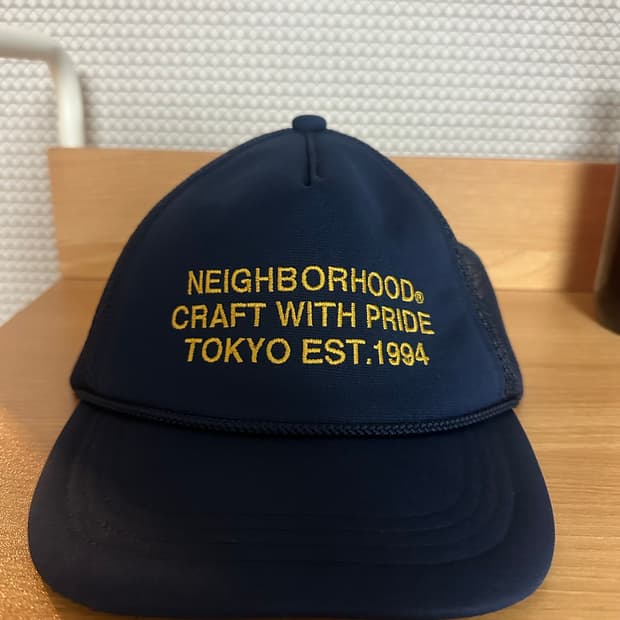 NEIGHBORHOOD®
CRAFT WITH PRIDE
TOKYO EST.1994